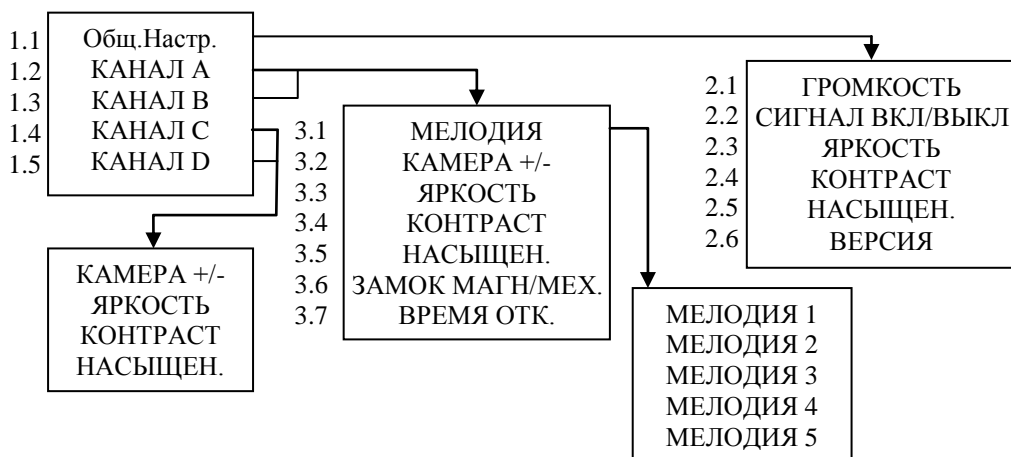 1.1 Общ.Настр.
1.2 КАНАЛ A
1.3 КАНАЛ B
1.4 КАНАЛ C
1.5 КАНАЛ D
2.1 ГРОМКОСТЬ
2.2 СИГНАЛ ВКЛ/ВЫКЛ
2.3 ЯРКОСТЬ
2.4 КОНТРАСТ
2.5 НАСЫЩЕН.
2.6 ВЕРСИЯ
3.1 МЕЛОДИЯ
3.2 КАМЕРА +/-
3.3 ЯРКОСТЬ
3.4 КОНТРАСТ
3.5 НАСЫЩЕН.
3.6 ЗАМОК МАГН/МЕХ.
3.7 ВРЕМЯ ОТК.
КАМЕРА +/-
ЯРКОСТЬ
КОНТРАСТ
НАСЫЩЕН.
МЕЛОДИЯ 1
МЕЛОДИЯ 2
МЕЛОДИЯ 3
МЕЛОДИЯ 4
МЕЛОДИЯ 5